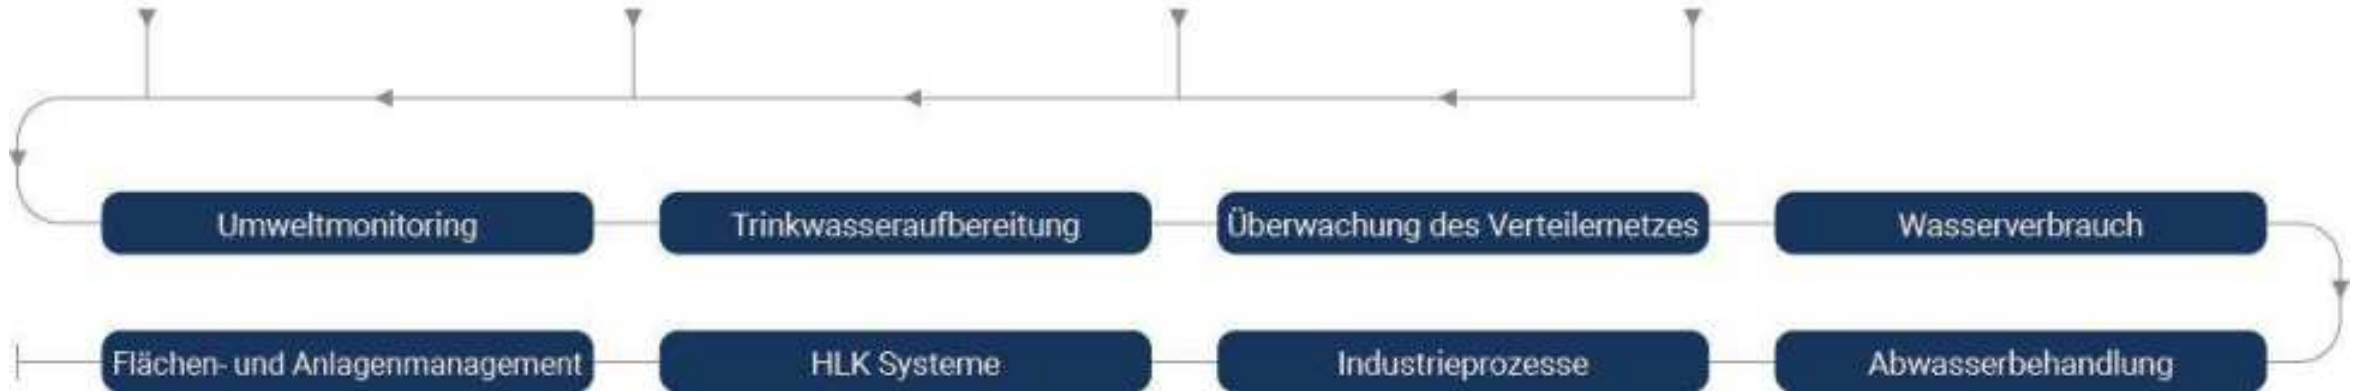 Umweltmonitoring
Trinkwasseraufbereitung
Überwachung des Verteilernetzes
Wasserverbrauch
Flächen- und Anlagenmanagement
HLK Systeme
Industrieprozesse
Abwasserbehandlung